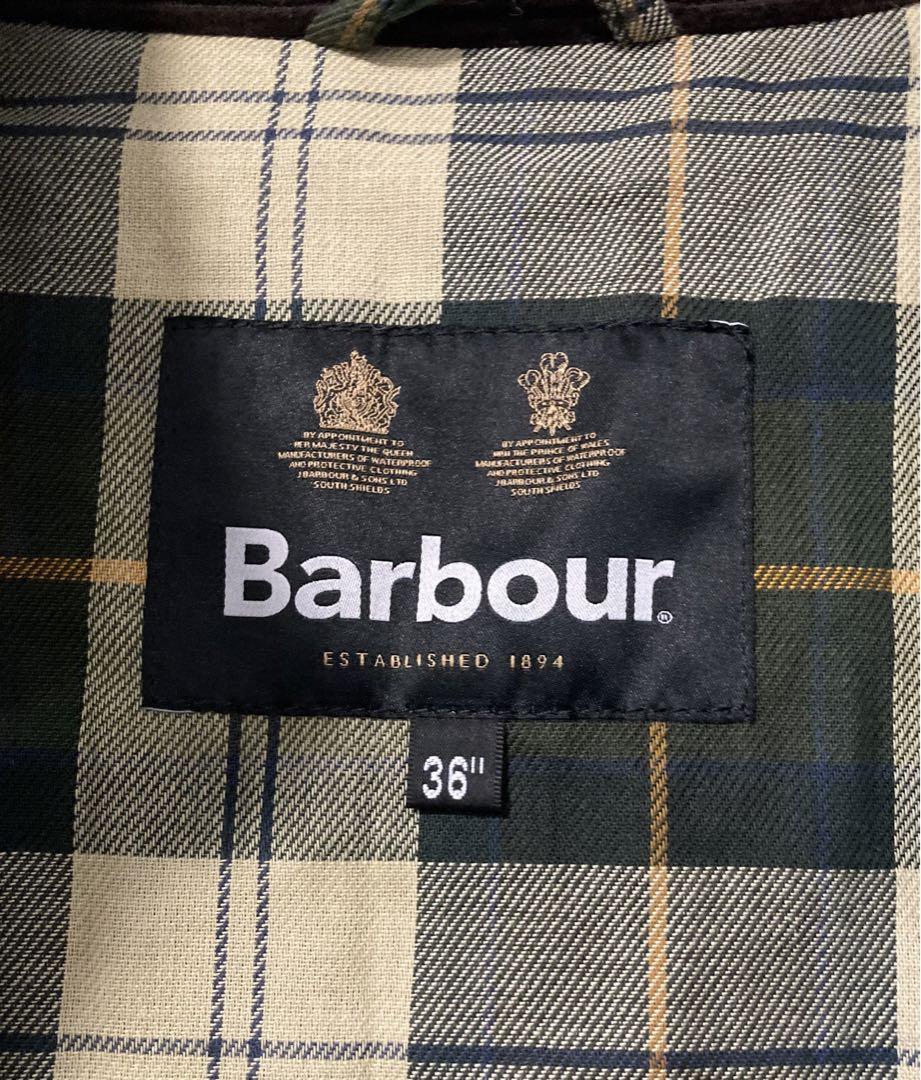 BY APPOINTMENT TO
HER MAJESTY THE QUEEN
MANUFACTURERS OF WATERPROOF
AND PROTECTIVE CLOTHING
J BARBOUR & SONS LTD
SOUTH SHIELDS
BY APPOINTMENT TO
HRH THE PRINCE OF WALES
MANUFACTURERS OF WATERPROOF
AND PROTECTIVE CLOTHING
J BARBOUR & SONS LTD
SOUTH SHIELDS
Barbour®
ESTABLISHED 1894
36"